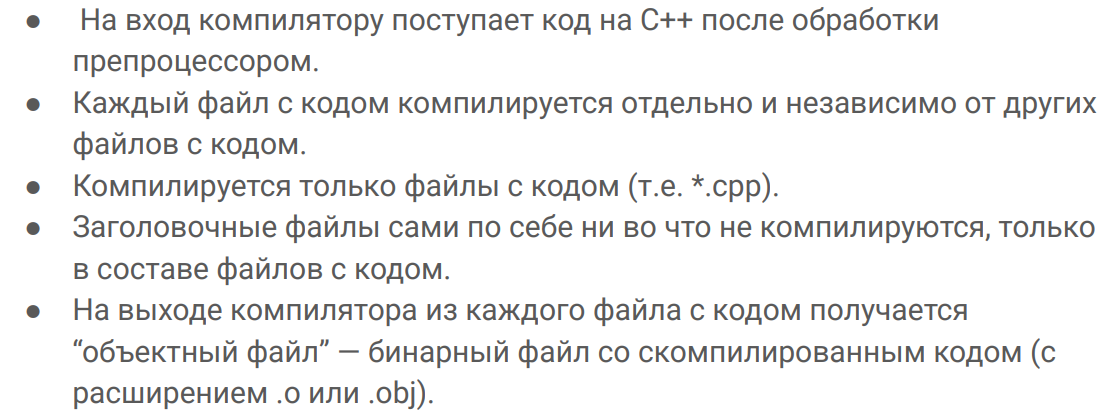 ● На вход компилятору поступает код на C++ после обработки
препроцессором.
● Каждый файл с кодом компилируется отдельно и независимо от других
файлов с кодом.
● Компилируется только файлы с кодом (т.е. *.cpp).
● Заголовочные файлы сами по себе ни во что не компилируются, только
в составе файлов с кодом.
● На выходе компилятора из каждого файла с кодом получается
“объектный файл” — бинарный файл со скомпилированным кодом (с
расширением .o или .obj).